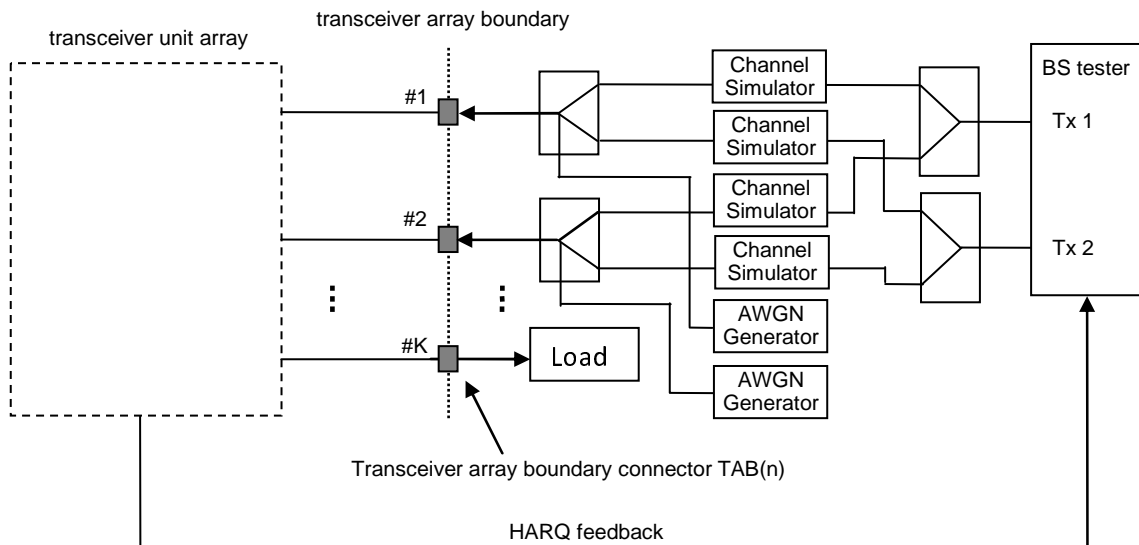 transceiver array boundary
transceiver unit array
Channel
Simulator
BS tester
#1
Tx 1
Channel
Simulator
Channel
Simulator
#2
Channel
Simulator
Tx 2
AWGN
Generator
#K
Load
AWGN
Generator
Transceiver array boundary connector TAB(n)
HARQ feedback